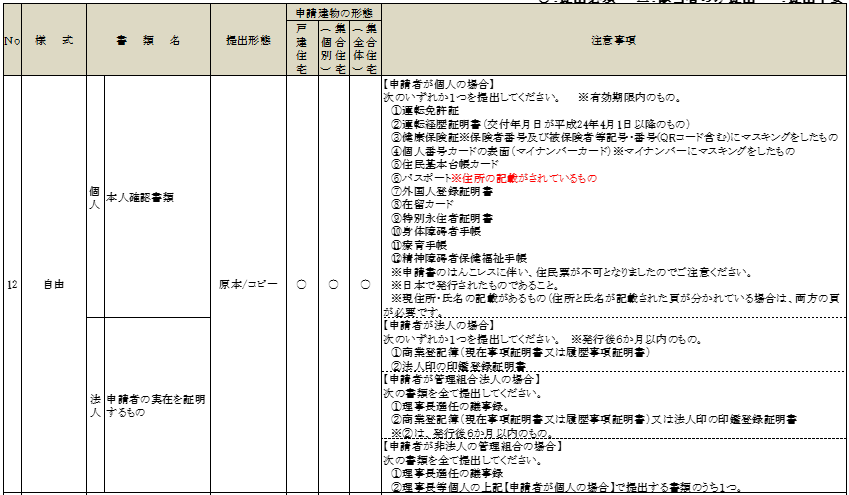 申請建物の形態
No
様 式
書 類 名
提出形態
戸建住宅
集合住宅（個別）
集合住宅（全体）
注意事項
12
自由
個人
本人確認書類
原本/コピー
○
○
○
【申請者が個人の場合】
次のいずれか1つを提出してください。 ※有効期限内のもの。
①運転免許証
②運転経歴証明書（交付年月日が平成24年4月1日以降のもの）
③健康保険証※保険者番号及び被保険者等記号・番号(QRコード含む)にマスキングをしたもの
④個人番号カードの表面（マイナンバーカード）※マイナンバーにマスキングをしたもの
⑤住民基本台帳カード
⑥パスポート※住所の記載がされているもの
⑦外国人登録証明書
⑧在留カード
⑨特別永住者証明書
⑩身体障碍者手帳
⑪療育手帳
⑫精神障碍者保健福祉手帳
※申請書のはんこレスに伴い、住民票が不可となりましたのでご注意ください。
※日本で発行されたものであること。
※現住所・氏名の記載があるもの（住所と氏名が記載された頁が分かれている場合は、両方の頁
が必要です。
法人
申請者の実在を証明
するもの
【申請者が法人の場合】
次のいずれか1つを提出してください。 ※発行後6か月以内のもの。
①商業登記簿（現在事項証明書又は履歴事項証明書）
②法人印の印鑑登録証明書
【申請者が管理組合法人の場合】
次の書類を全て提出してください。
①理事長選任の議事録。
②商業登記簿（現在事項証明書又は履歴事項証明書）又は法人印の印鑑登録証明書
※②は、発行後6か月以内のもの。
【申請者が非法人の管理組合の場合】
次の書類を全て提出してください。
①理事長選任の議事録
②理事長等個人の上記【申請者が個人の場合】で提出する書類のうち1つ。